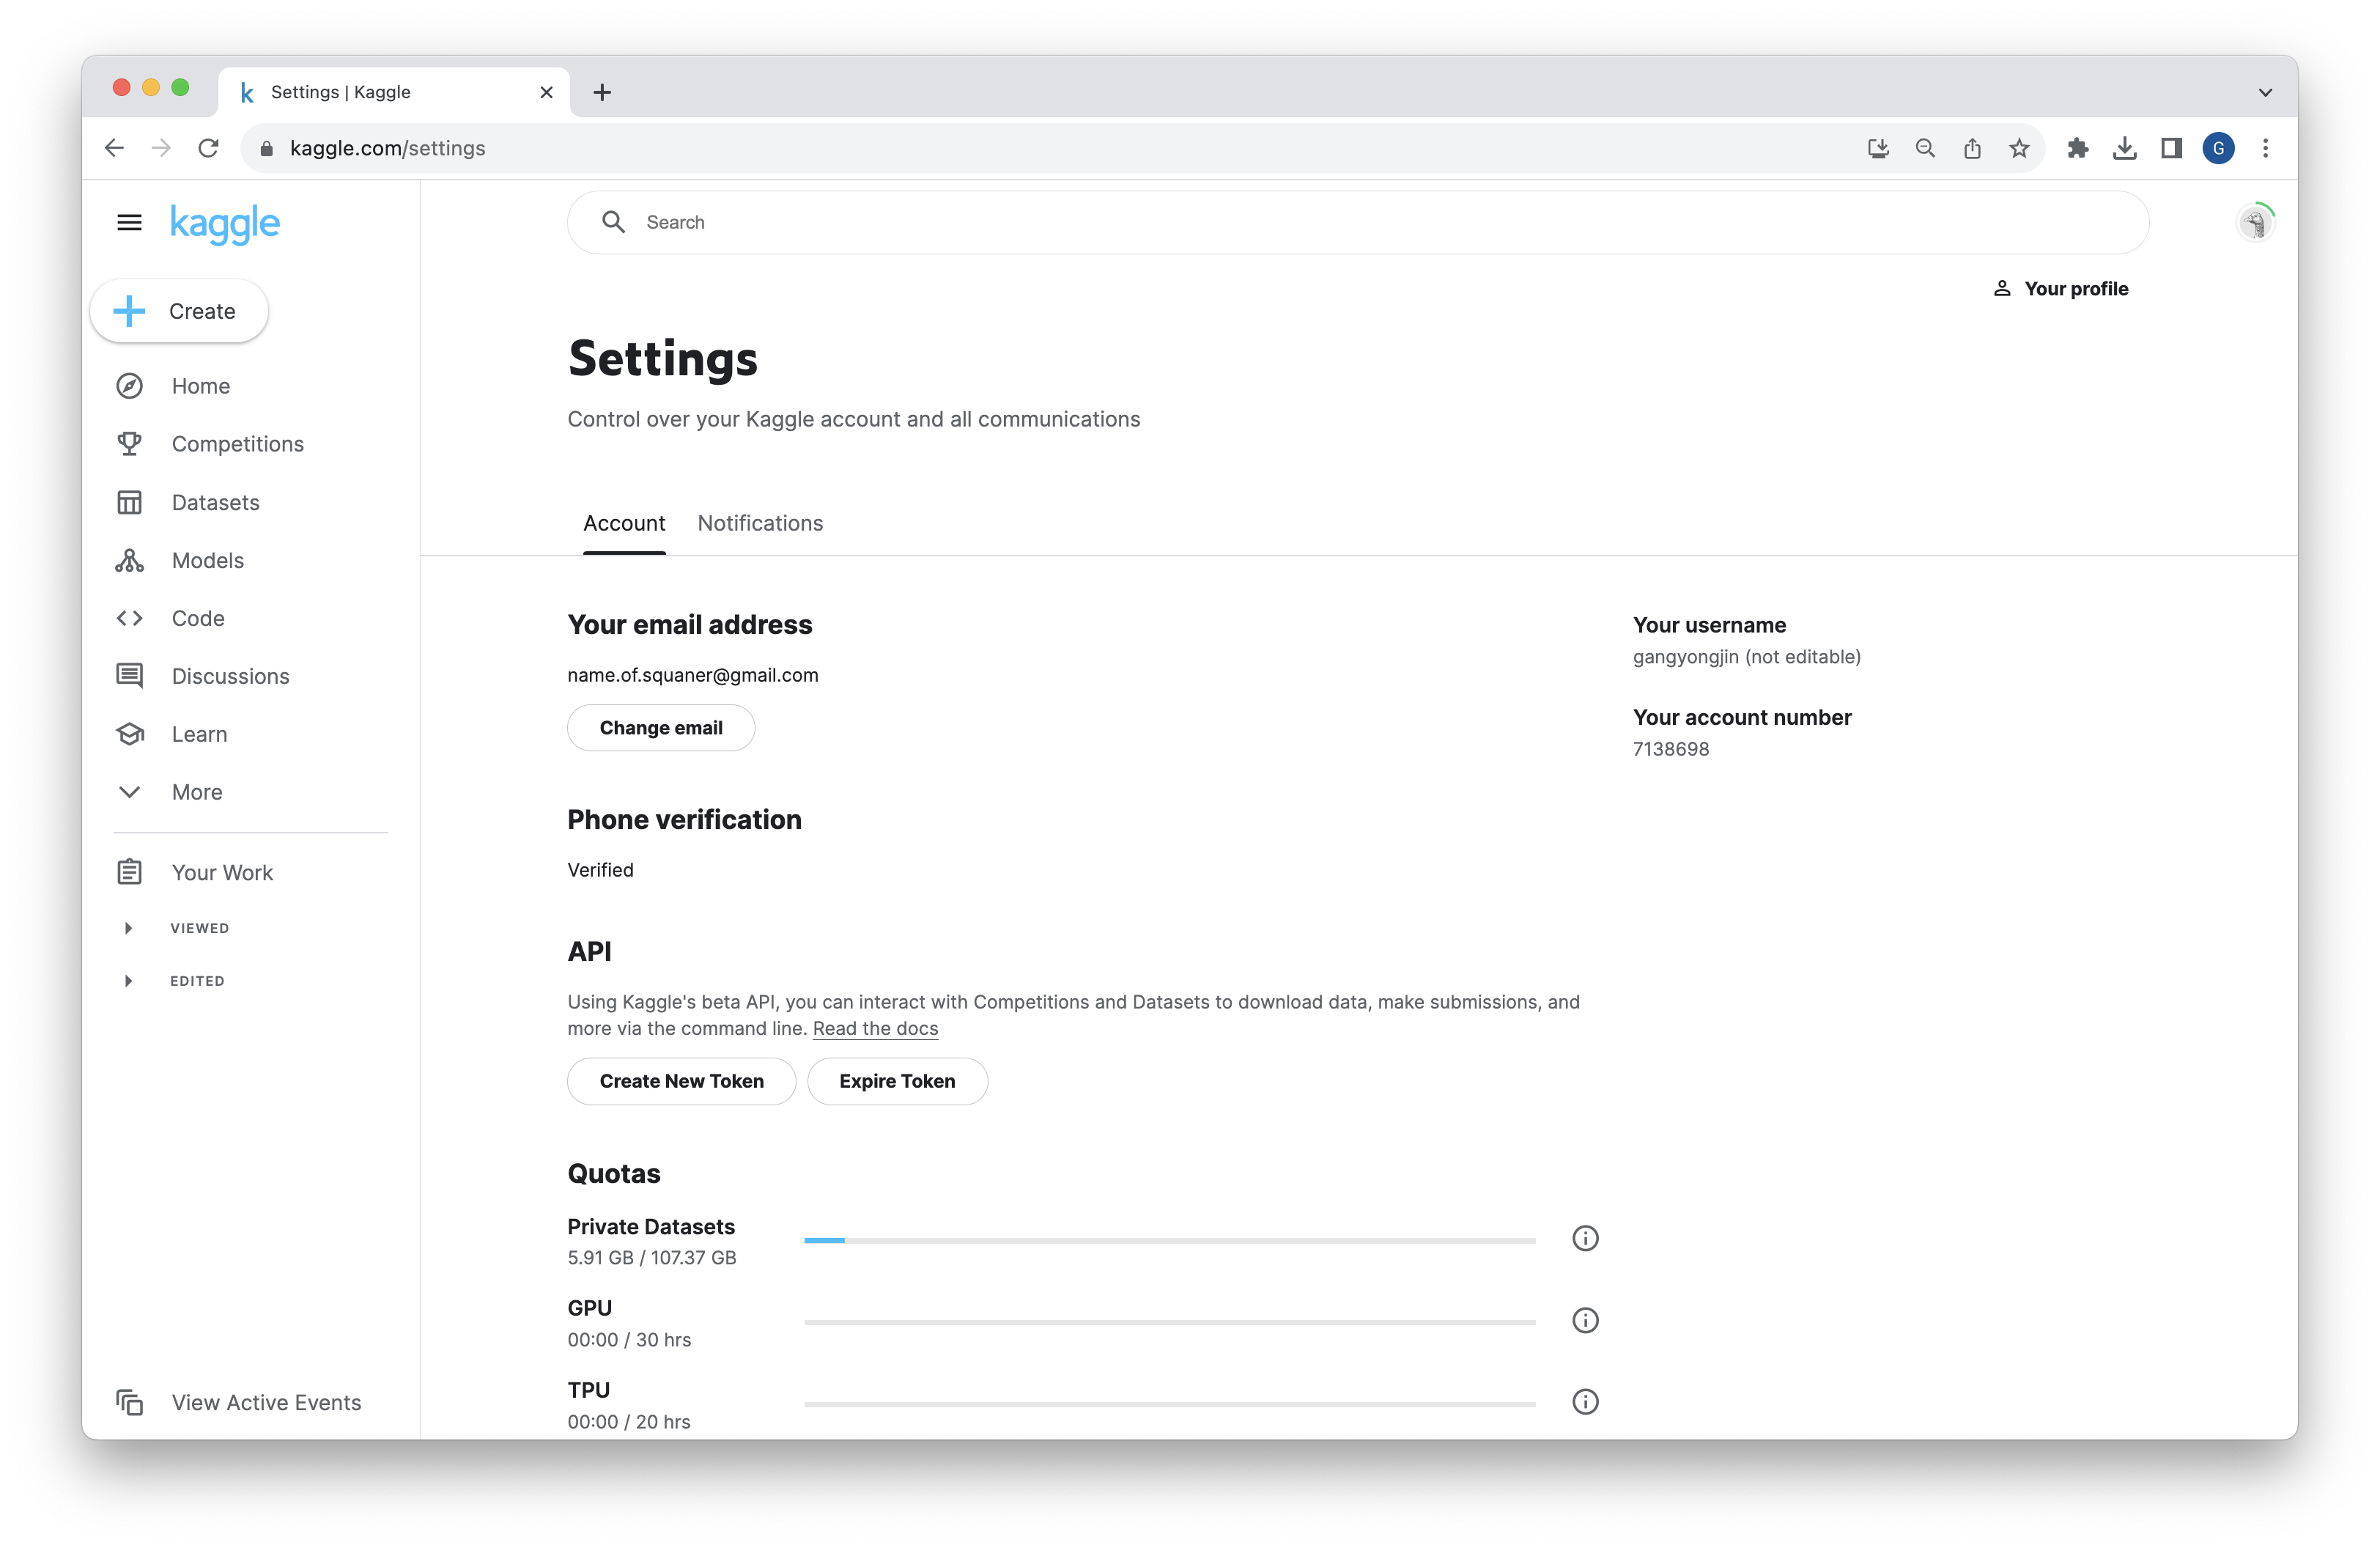 Settings | Kaggle
kaggle.com/settings
G
kaggle
Search
Your profile
Create
Home
Competitions
Datasets
Models
Code
Discussions
Learn
More
Your Work
VIEWED
EDITED
View Active Events
Settings
Control over your Kaggle account and all communications
Account Notifications
Your email address
name.of.squaner@gmail.com
Change email
Your username
gangyongjin (not editable)
Your account number
7138698
Phone verification
Verified
API
Using Kaggle's beta API, you can interact with Competitions and Datasets to download data, make submissions, and
more via the command line. Read the docs
Create New Token Expire Token
Quotas
Private Datasets
5.91 GB / 107.37 GB
GPU
00:00 / 30 hrs
TPU
00:00 / 20 hrs